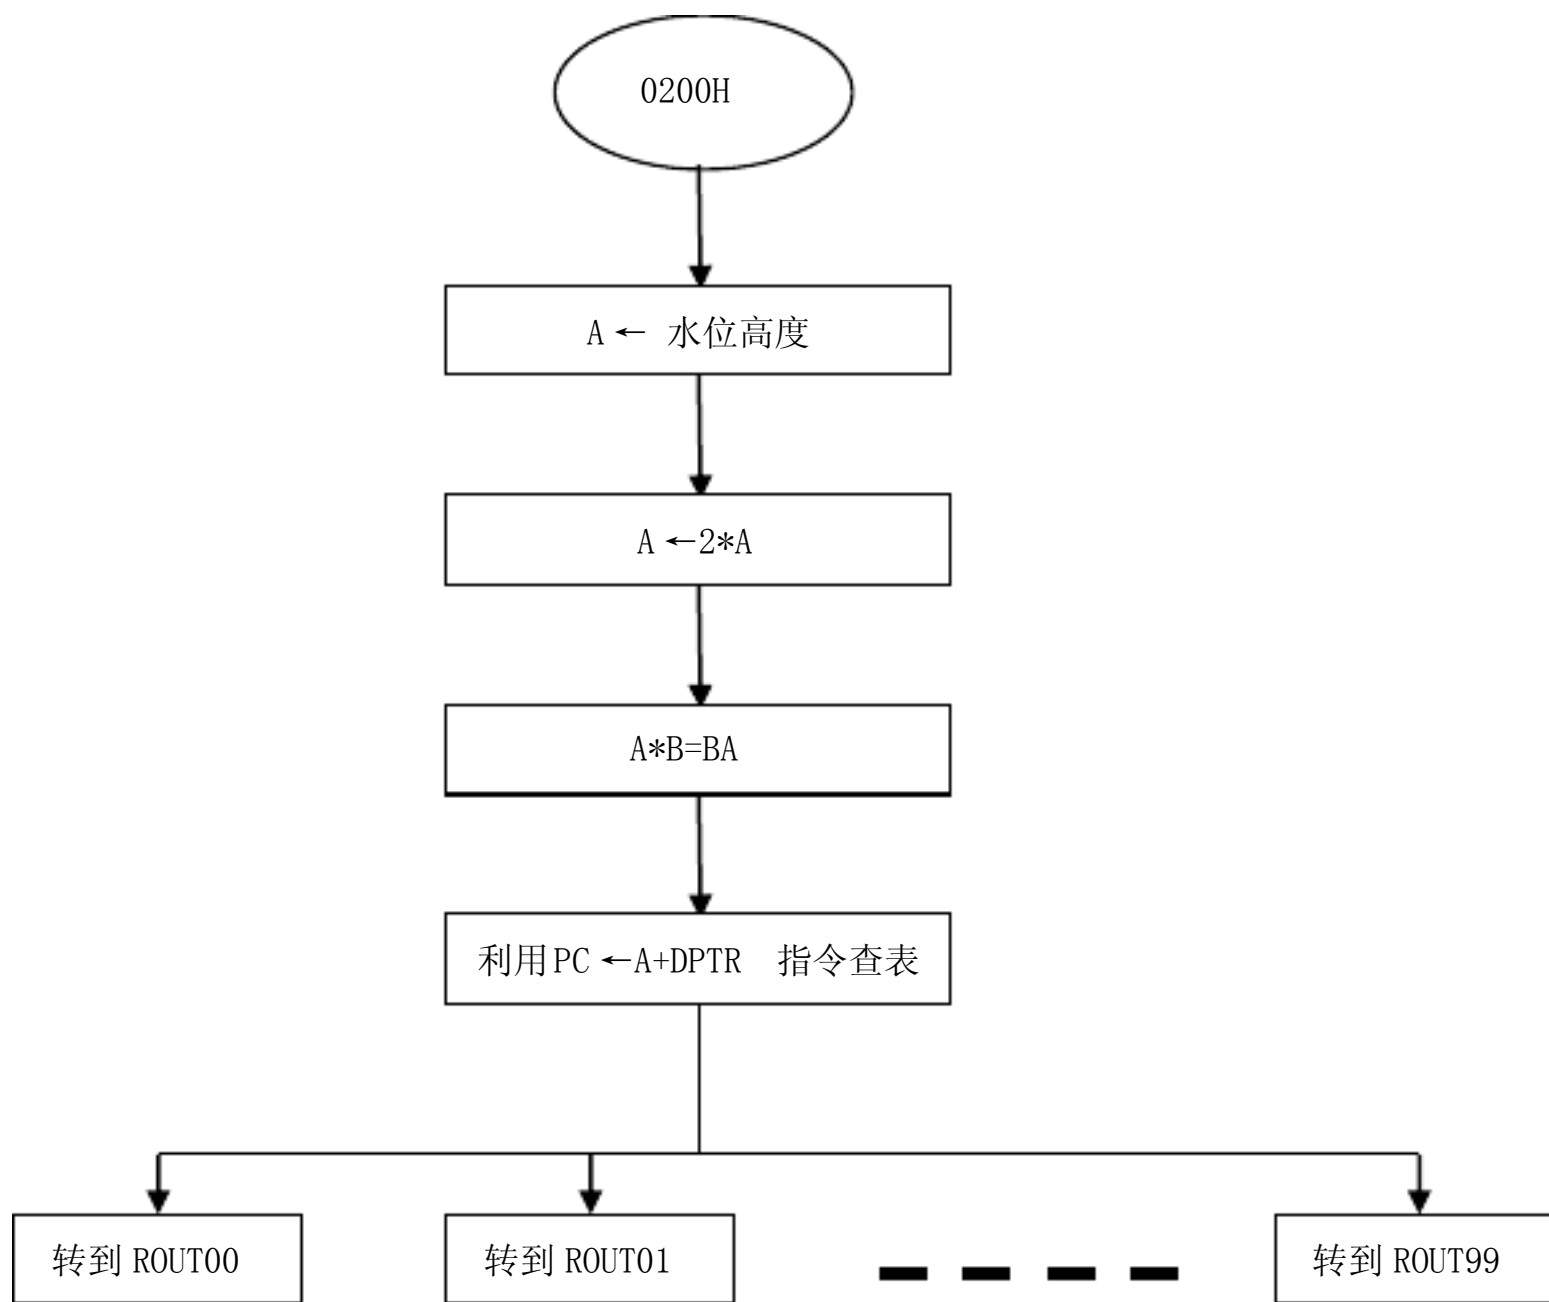 0200H
A ← 水位高度
A ←2*A
A*B=BA
利用PC ←A+DPTR 指令查表
转到 ROUT00
转到 ROUT01
转到 ROUT99